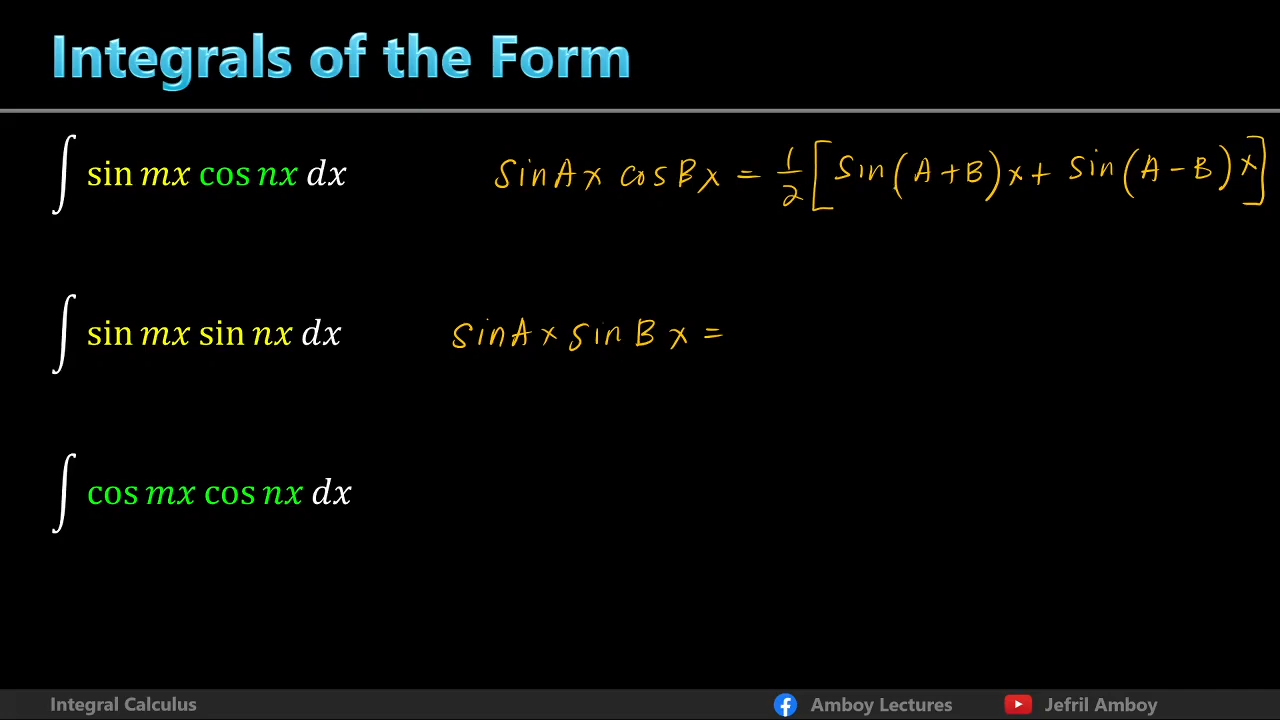 Integrals of the Form
∫ sin mx cos nx dx sinAx cosBx = 1/2 [sin(A+B)x + sin(A-B)x]
∫ sin mx sin nx dx sinAx sinBx =
∫ cos mx cos nx dx
Integral Calculus Amboy Lectures Jefril Amboy